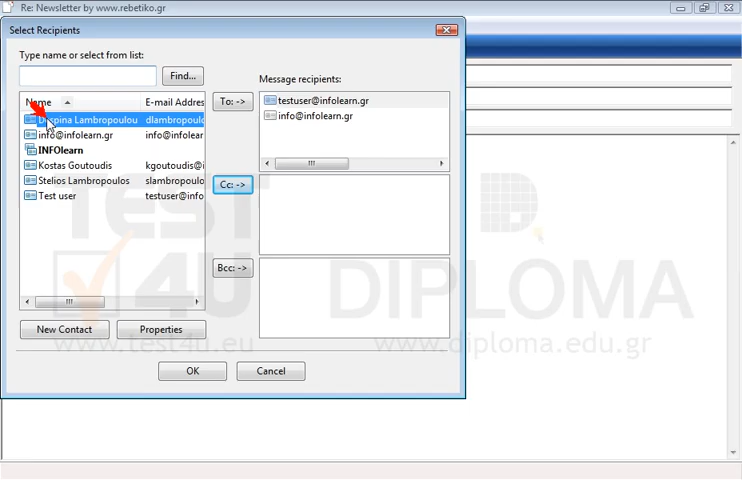 Re: Newsletter by www.rebetiko.gr
Select Recipients
Type name or select from list:
Find...
Message recipients:
Name
E-mail Addres
To: ->
testuser@infolearn.gr
info@infolearn.gr
Lambropoulou
dlambropoulo
info@infolearn.gr
info@infolear
INFOlearn
Kostas Goutoudis
kgoutoudis@i
Stelios Lambropoulos
slambropoulo
Test user
testuser@info
Cc: ->
Bcc: ->
New Contact
Properties
OK
Cancel
TEST
4U
DIPLOMA
www.test4u.eu
www.diploma.edu.gr